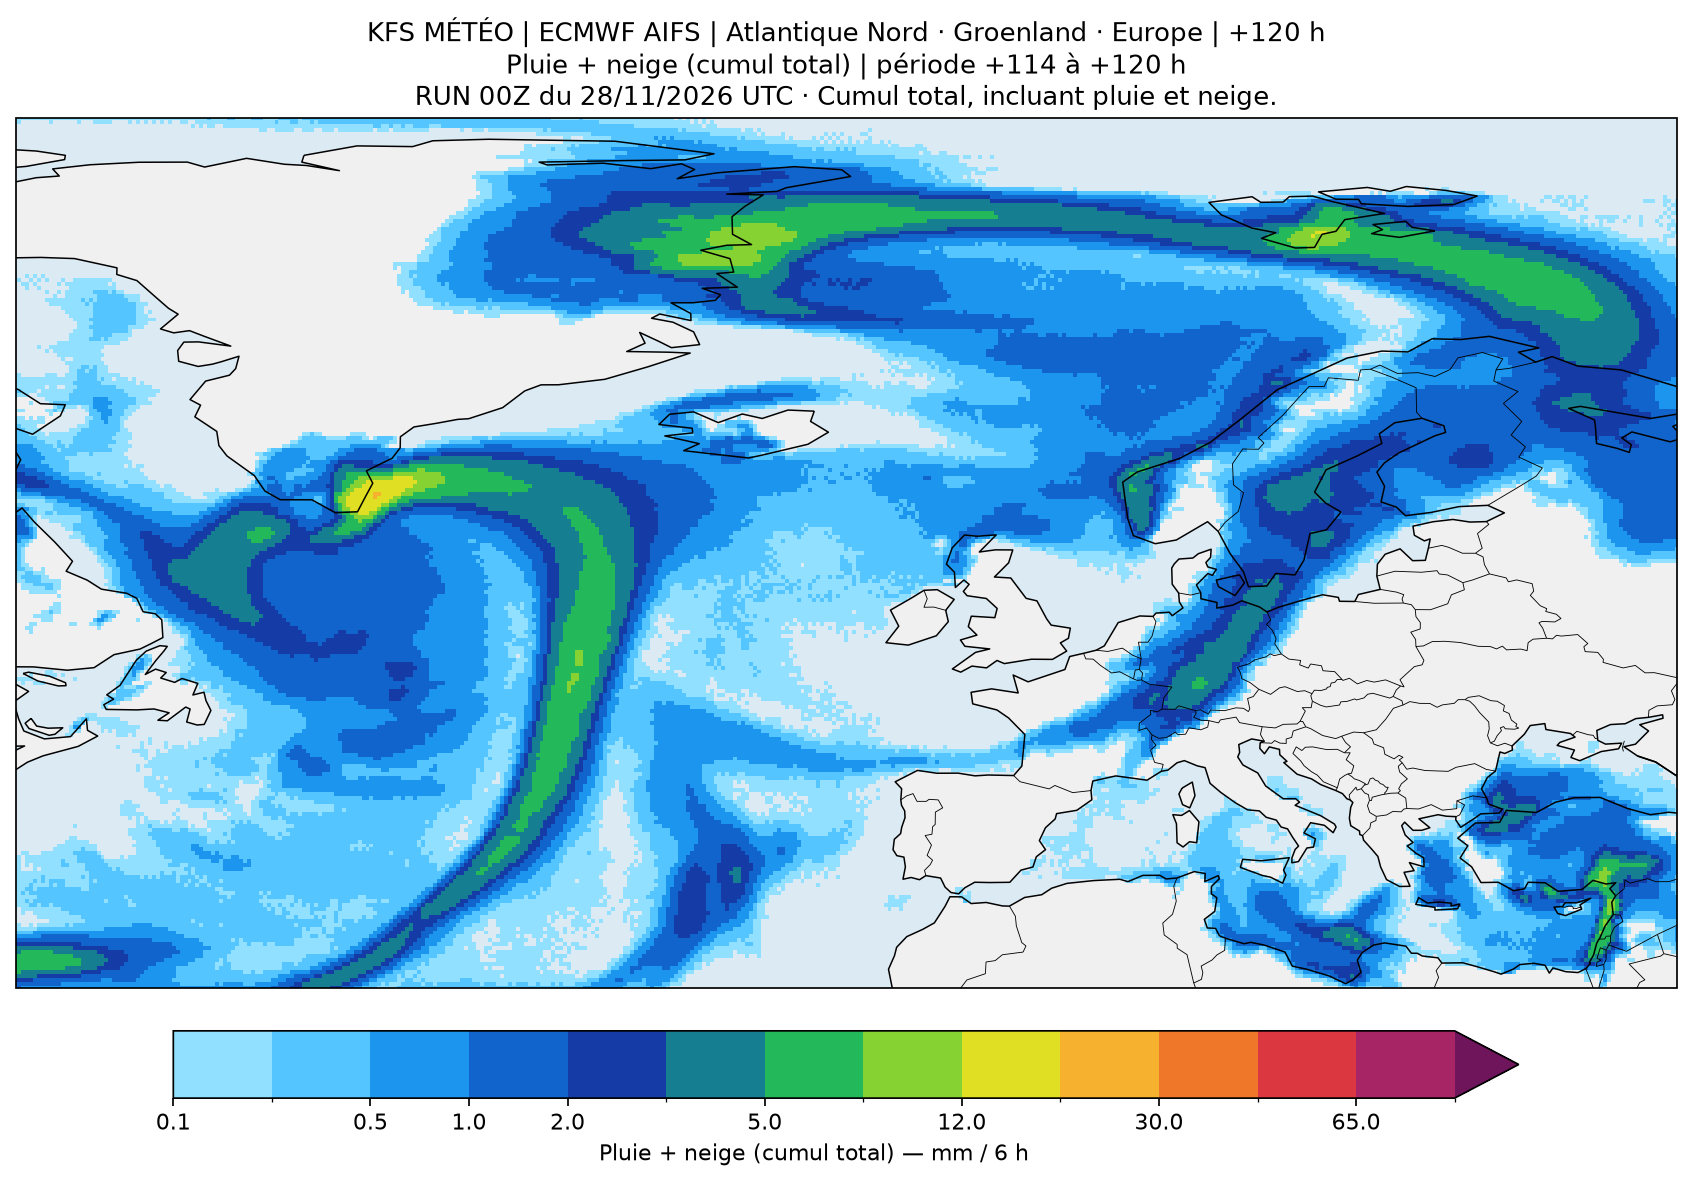 KFS MÉTÉO | ECMWF AIFS | Atlantique Nord · Groenland · Europe | +120 h
Pluie + neige (cumul total) | période +114 à +120 h
RUN 00Z du 28/11/2026 UTC · Cumul total, incluant pluie et neige.
0.1 0.5 1.0 2.0 5.0 12.0 30.0 65.0
Pluie + neige (cumul total) — mm / 6 h